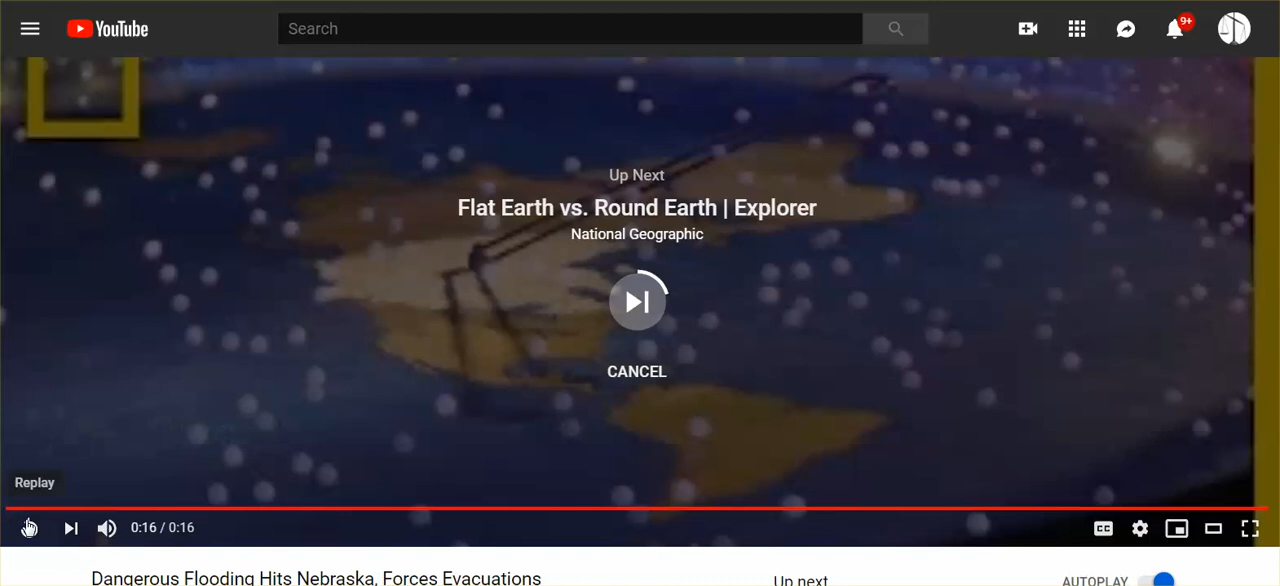 YouTube
Search
9+
Up Next
Flat Earth vs. Round Earth | Explorer
National Geographic
CANCEL
Replay
0:16 / 0:16
CC
Dangerous Flooding Hits Nebraska, Forces Evacuations
Up next
AUTOPLAY